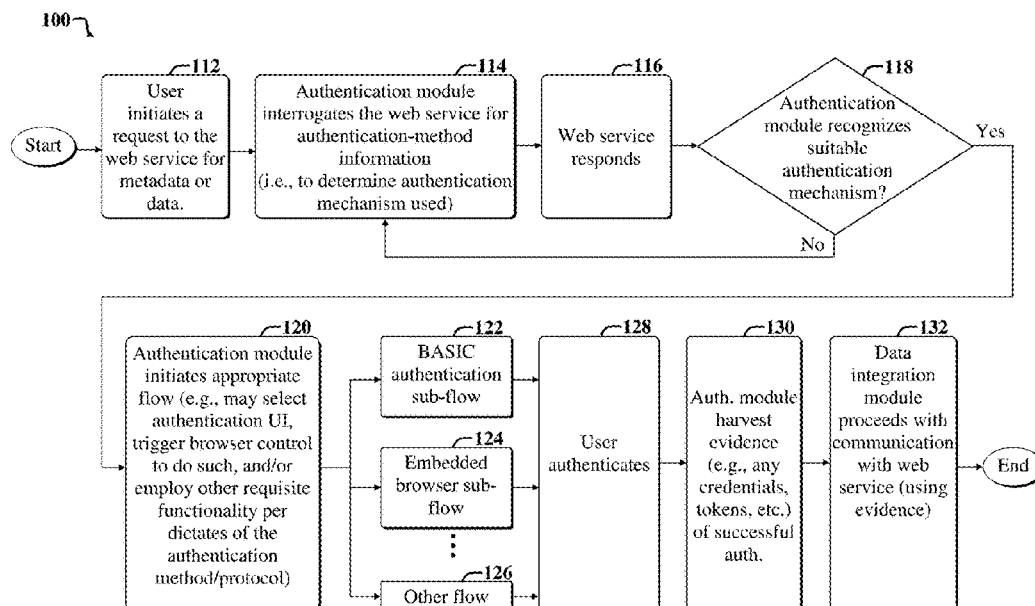 100
112
User
initiates a
request to the
web service for
metadata or
data.
114
Authentication module
interrogates the web service for
authentication-method
information
(i.e., to determine authentication
mechanism used)
116
Web service
responds
118
Authentication
module recognizes
suitable
authentication
mechanism?
Start
Yes
No
120
Authentication module
initiates appropriate
flow (e.g., may select
authentication UI,
trigger browser control
to do such, and/or
employ other requisite
functionality per
dictates of the
authentication
method/protocol)
122
BASIC
authentication
sub-flow
124
Embedded
browser sub-
flow
126
Other flow
128
User
authenticates
130
Auth. module
harvest
evidence
(e.g., any
credentials,
tokens, etc.)
of successful
auth.
132
Data
integration
module
proceeds with
communication
with web
service (using
evidence)
End